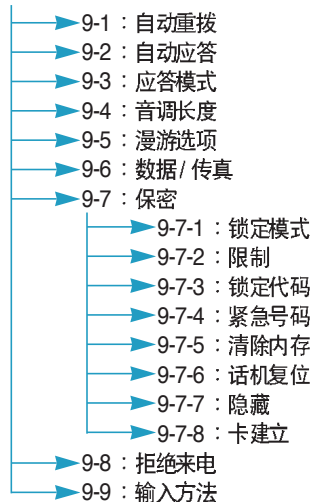 9-1：自动重拨
9-2：自动应答
9-3：应答模式
9-4：音调长度
9-5：漫游选项
9-6：数据/ 传真
9-7：保密
9-7-1：锁定模式
9-7-2：限制
9-7-3：锁定代码
9-7-4：紧急号码
9-7-5：清除内存
9-7-6：话机复位
9-7-7：隐藏
9-7-8：卡建立
9-8：拒绝来电
9-9：输入方法